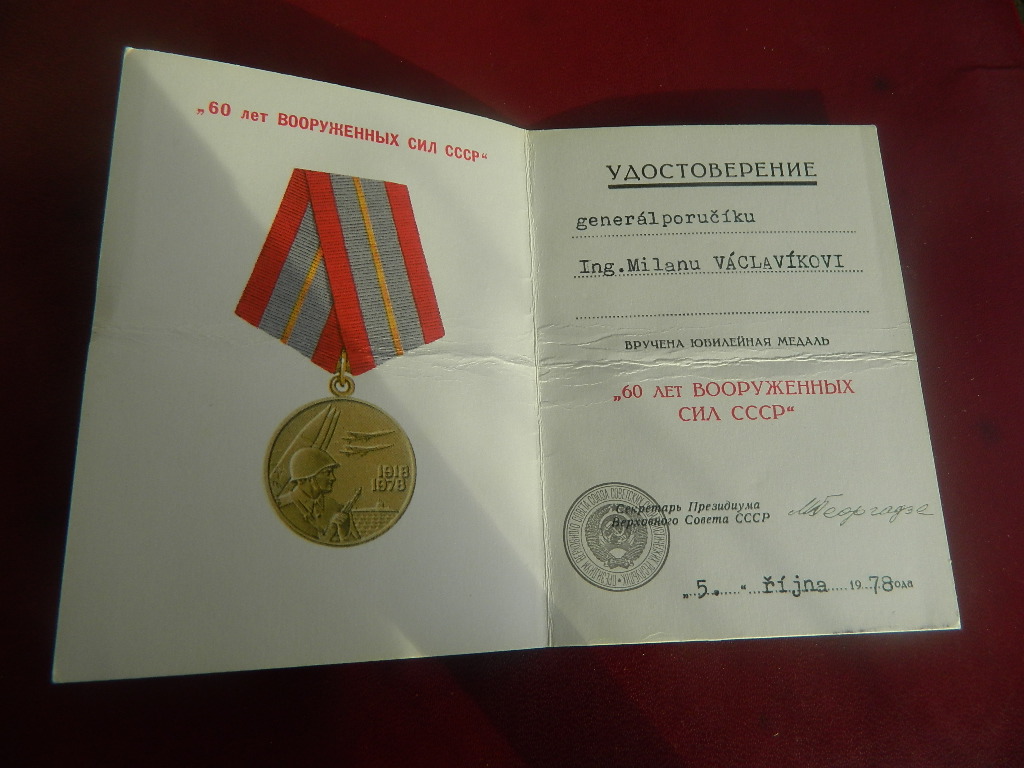 „60 лет ВООРУЖЕННЫХ СИЛ СССР“
1918
1978
УДОСТОВЕРЕНИЕ
generálporučíku
Ing.Milanu VÁCLAVÍKOVI
ВРУЧЕНА ЮБИЛЕЙНАЯ МЕДАЛЬ
„60 ЛЕТ ВООРУЖЕННЫХ
СИЛ СССР“
Секретарь Президиума
Верховного Совета СССР
МГеоргадзе
„5.“ října 1978 года